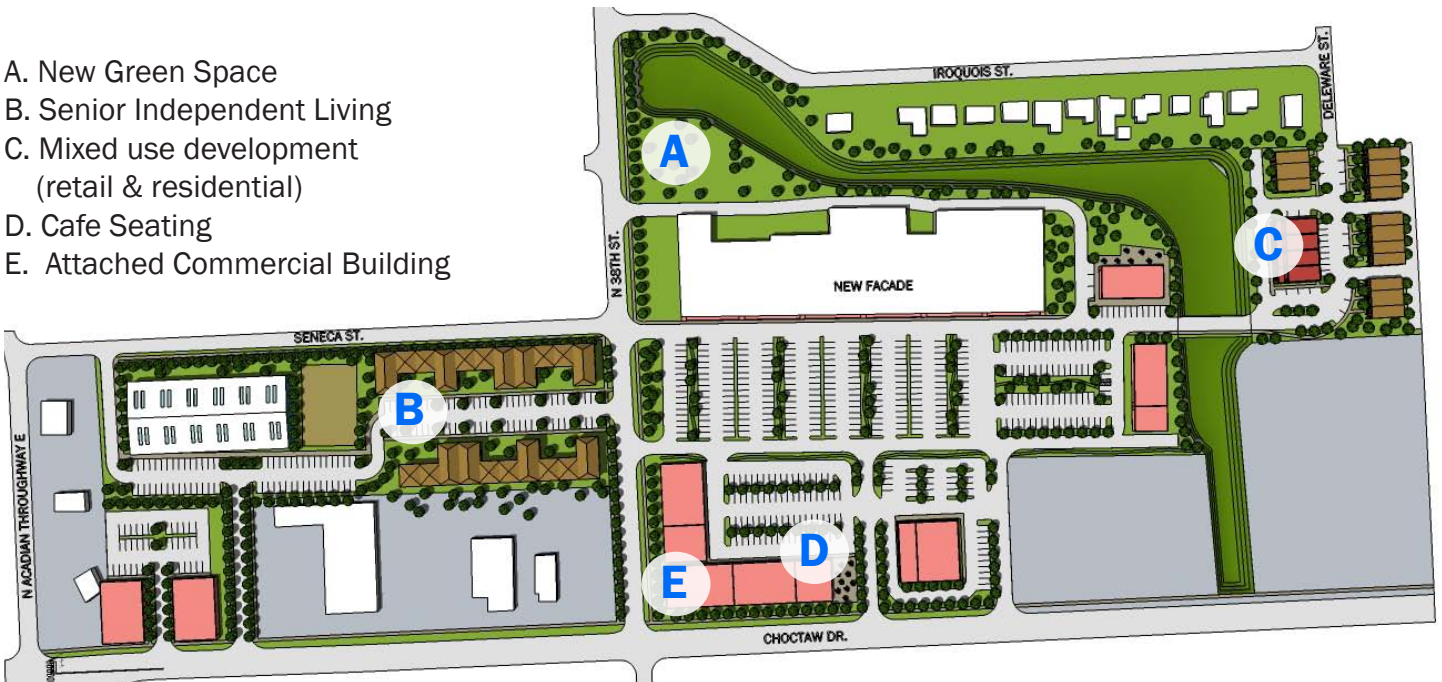 A. New Green Space
B. Senior Independent Living
C. Mixed use development
(retail & residential)
D. Cafe Seating
E. Attached Commercial Building
IROQUOIS ST.
DELEWARE ST.
A
C
N 38TH ST.
NEW FACADE
SENECA ST.
B
N ACADIAN THROUGHWAY E
D
E
CHOCTAW DR.